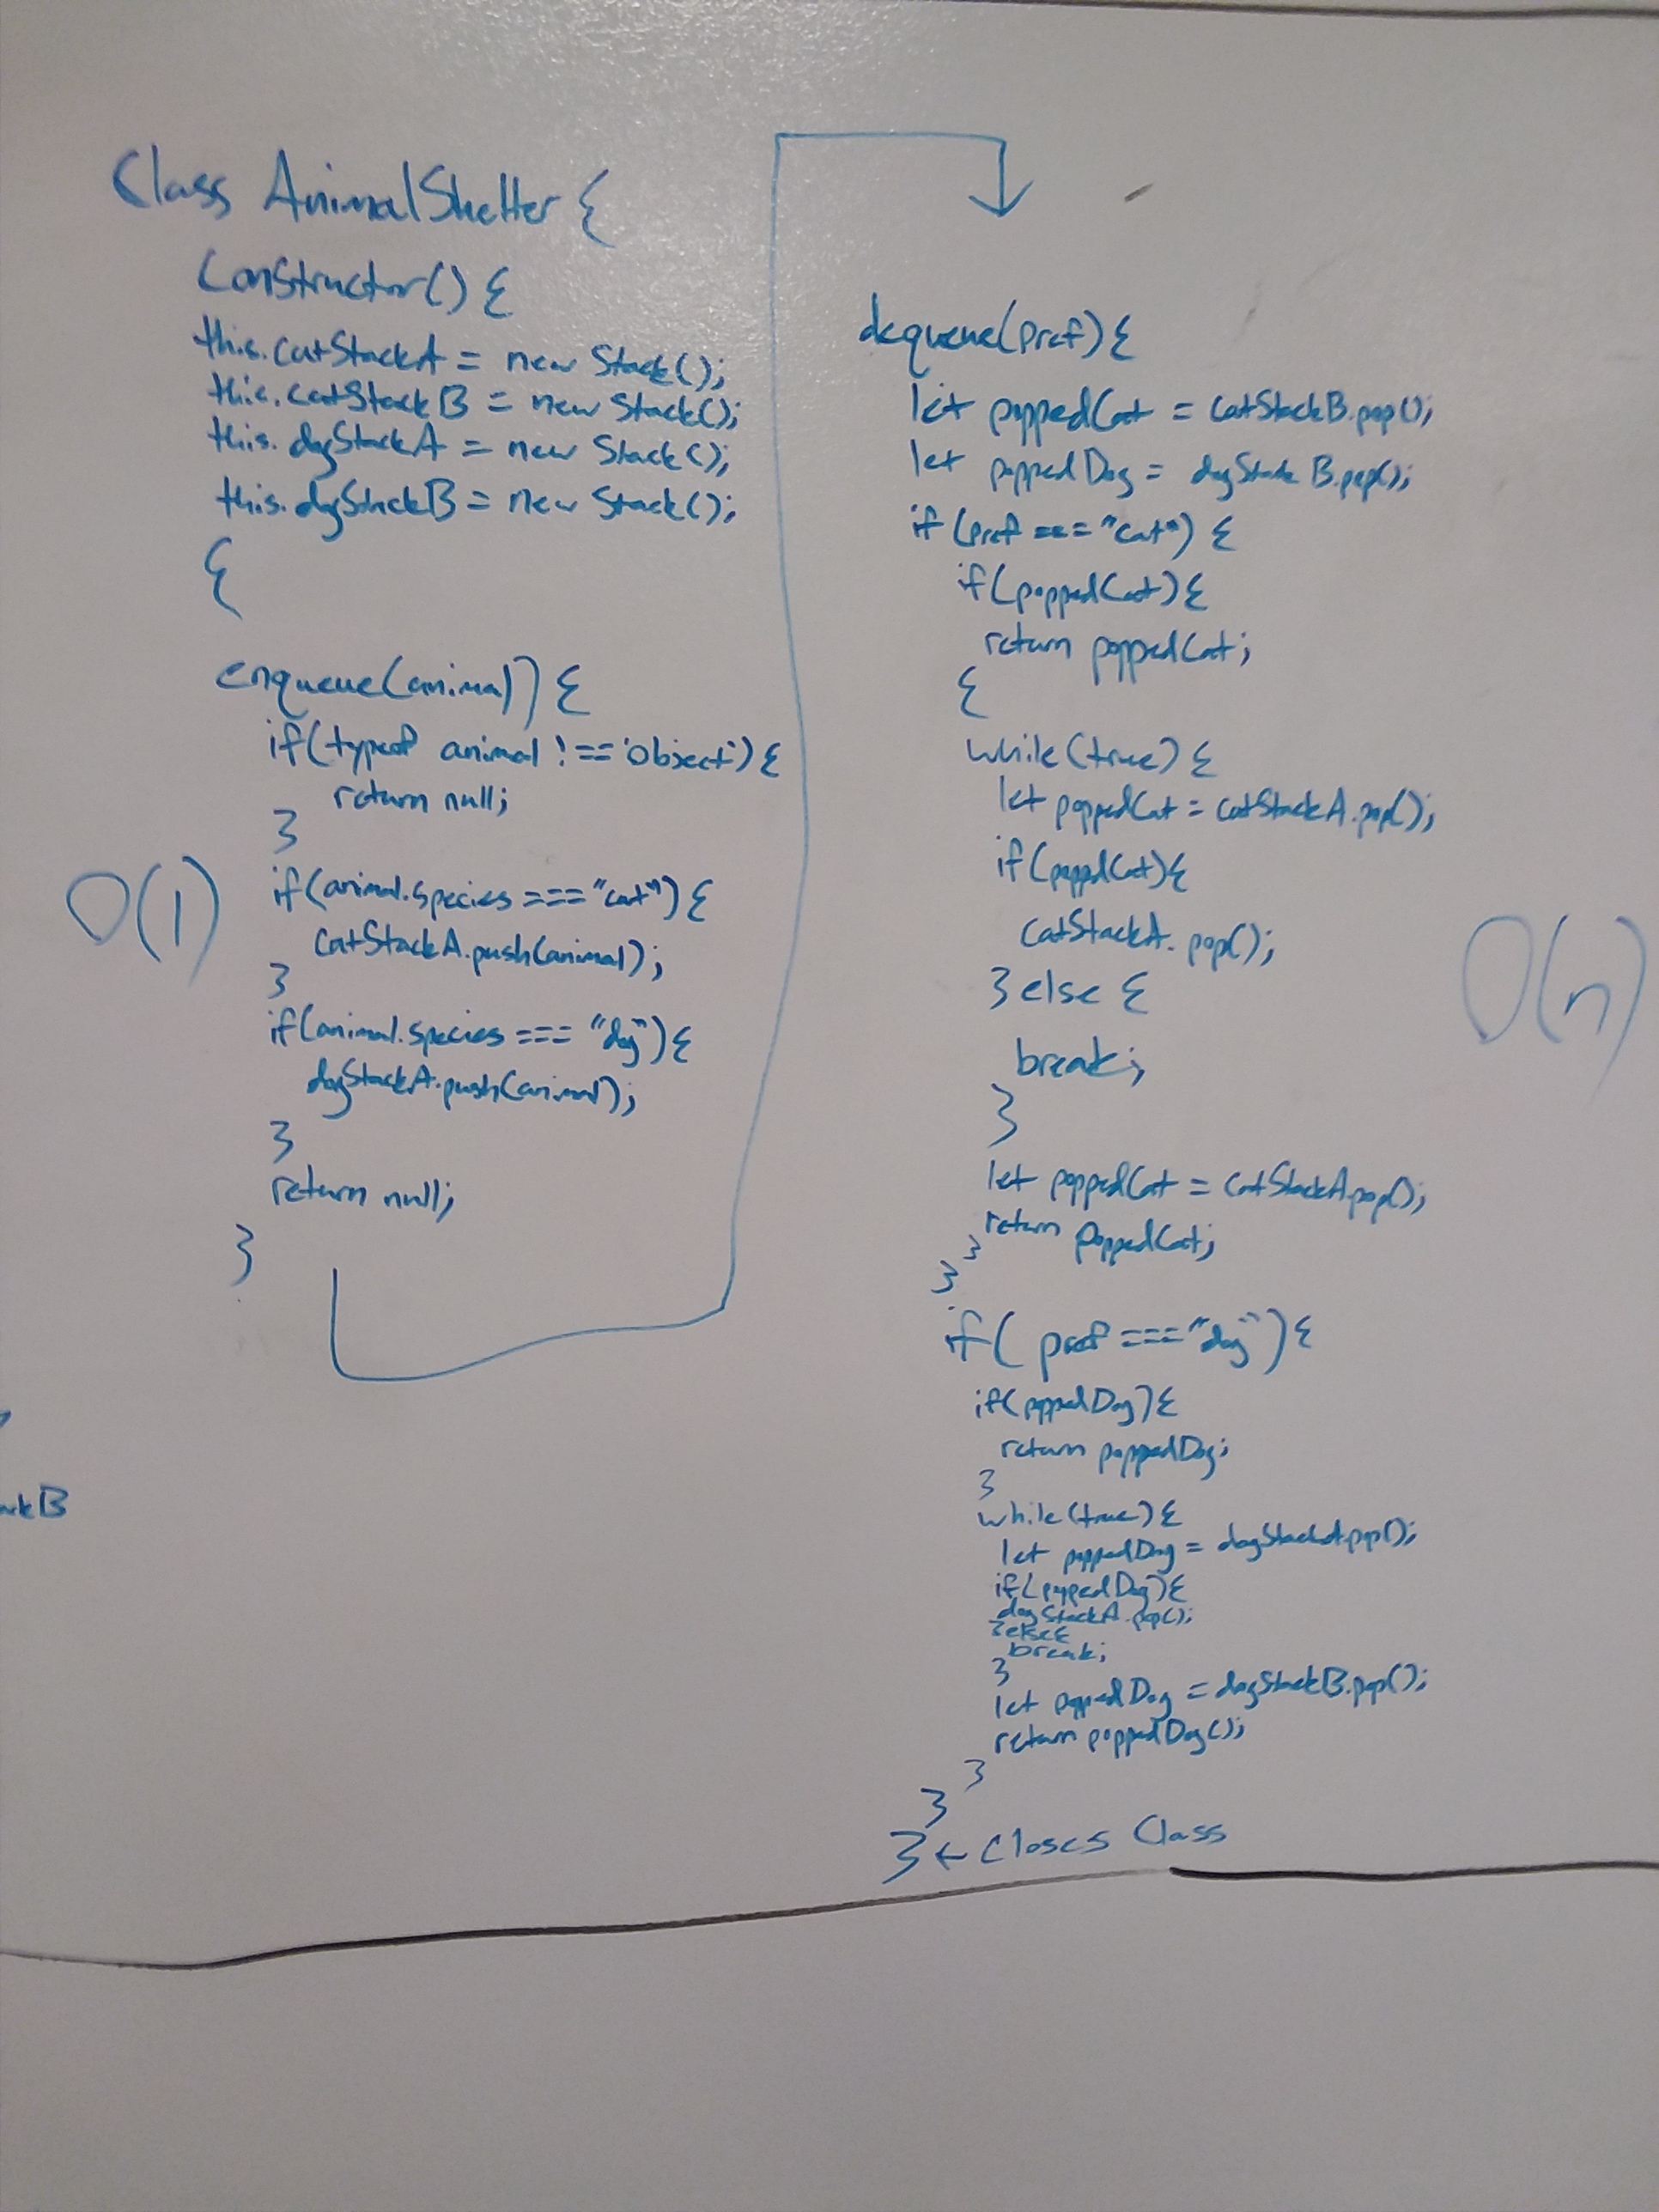 Class AnimalShelter {
Constructor() {
this.catStackA = new Stack();
this.catStackB = new Stack();
this.dogStackA = new Stack();
this.dogStackB = new Stack();
{
enqueue(animal) {
if(typeof animal !== 'object') {
return null;
}
O(1)
if(animal.species === "cat") {
catStackA.push(animal);
}
if(animal.species === "dog") {
dogStackA.push(animal);
}
return null;
}
ackB
dequeue(pref) {
let poppedCat = catStackB.pop();
let poppedDog = dogStackB.pop();
if (pref === "cat") {
if(poppedCat) {
return poppedCat;
{
while(true) {
let poppedCat = catStackA.pop();
if(poppedCat) {
catStackA.pop();
} else {
O(n)
break;
}
let poppedCat = catStackA.pop();
return poppedCat;
}
}
if( pref === "dog") {
if(poppedDog) {
return poppedDog;
}
while(true) {
let poppedDog = dogStackA.pop();
if(poppedDog) {
dogStackA.pop();
}else{
break;
}
let poppedDog = dogStackB.pop();
return poppedDog();
}
}
} ← Closes Class